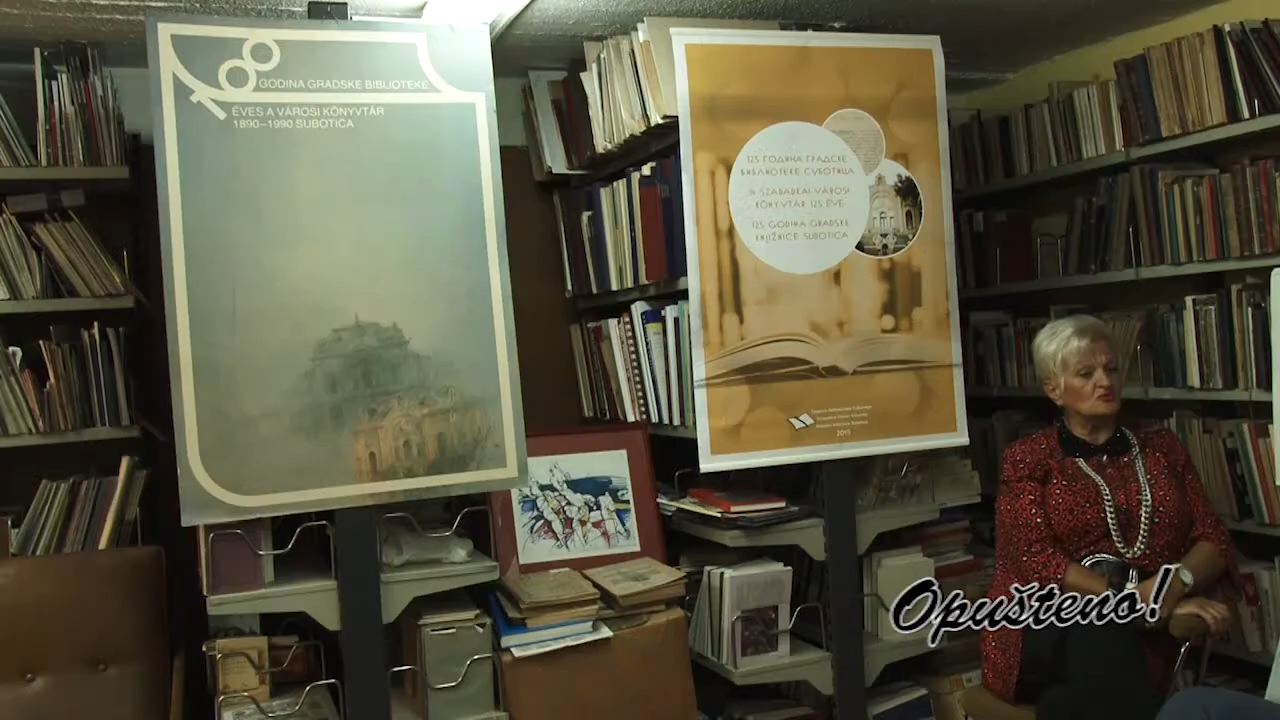 100
GODINA GRADSKE BIBLIOTEKE
ÉVES A VÁROSI KÖNYVTÁR
1890–1990 SUBOTICA
125 ГОДИНА ГРАДСКЕ
БИБЛИОТЕКЕ СУБОТИЦА
A SZABADKAI VÁROSI
KÖNYVTÁR 125 ÉVE
125 GODINA GRADSKE
KNJIŽNICE SUBOTICA
2015
Opušteno!